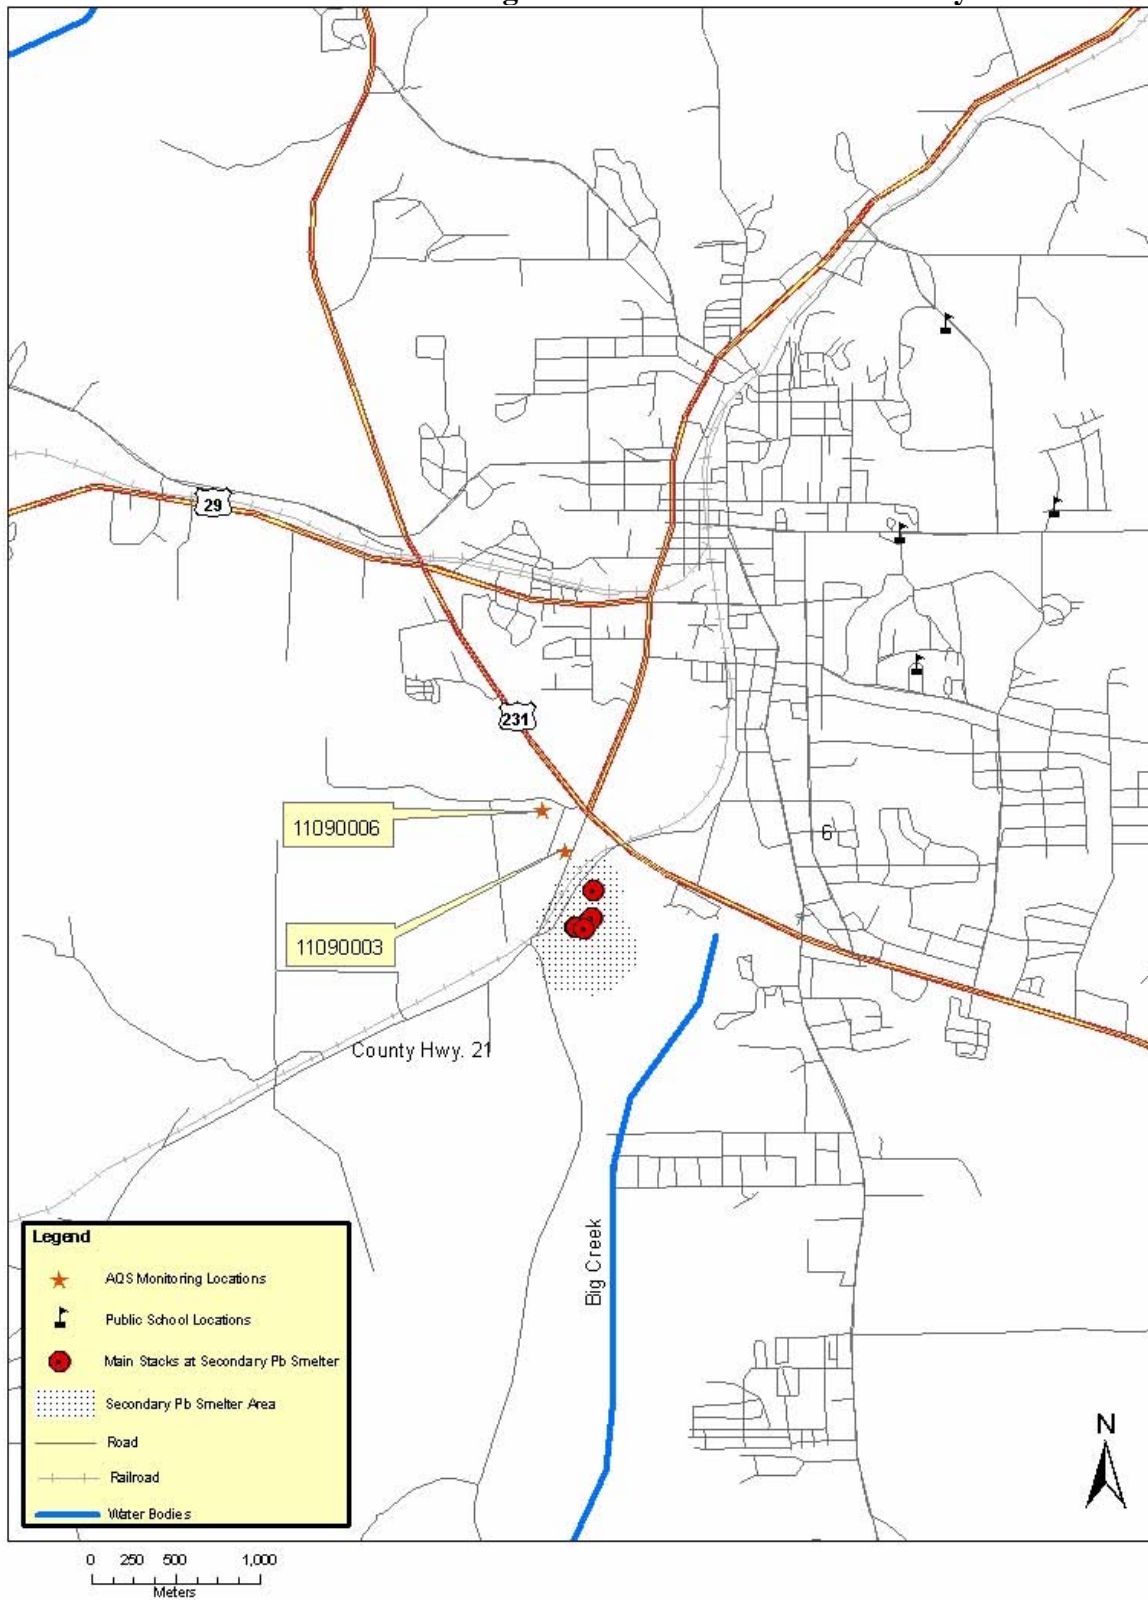 29
231
11090006
6
11090003
County Hwy. 21
Big Creek
Legend
AQS Monitoring Locations
Public School Locations
Main Stacks at Secondary Pb Smelter
Secondary Pb Smelter Area
Road
Railroad
Water Bodies
N
0 250 500 1,000
Meters